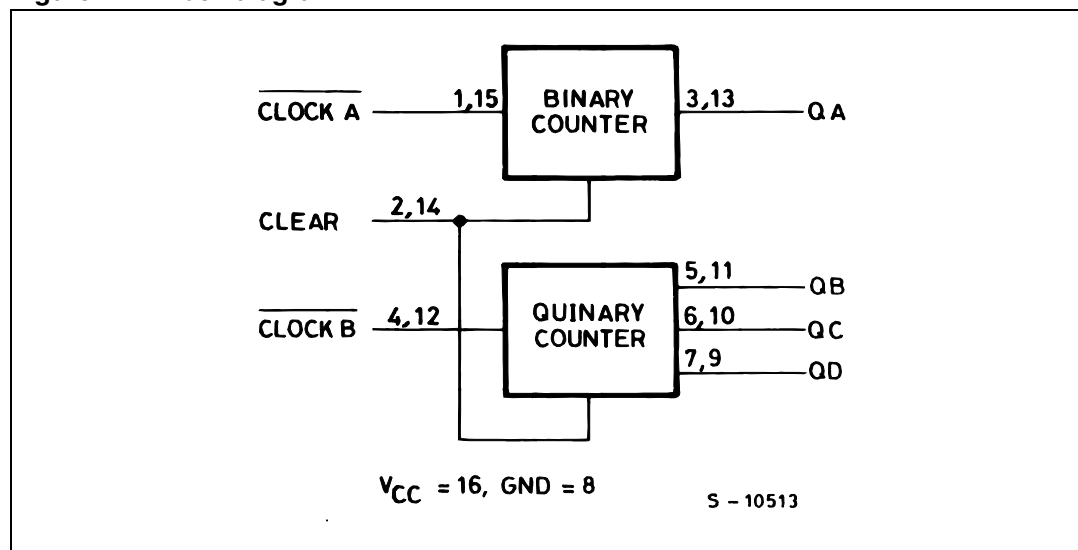 CLOCK A
1,15
BINARY
COUNTER
3,13
QA
CLEAR
2,14
CLOCK B
4,12
QUINARY
COUNTER
5,11
QB
6,10
QC
7,9
QD
VCC = 16, GND = 8
S - 10513